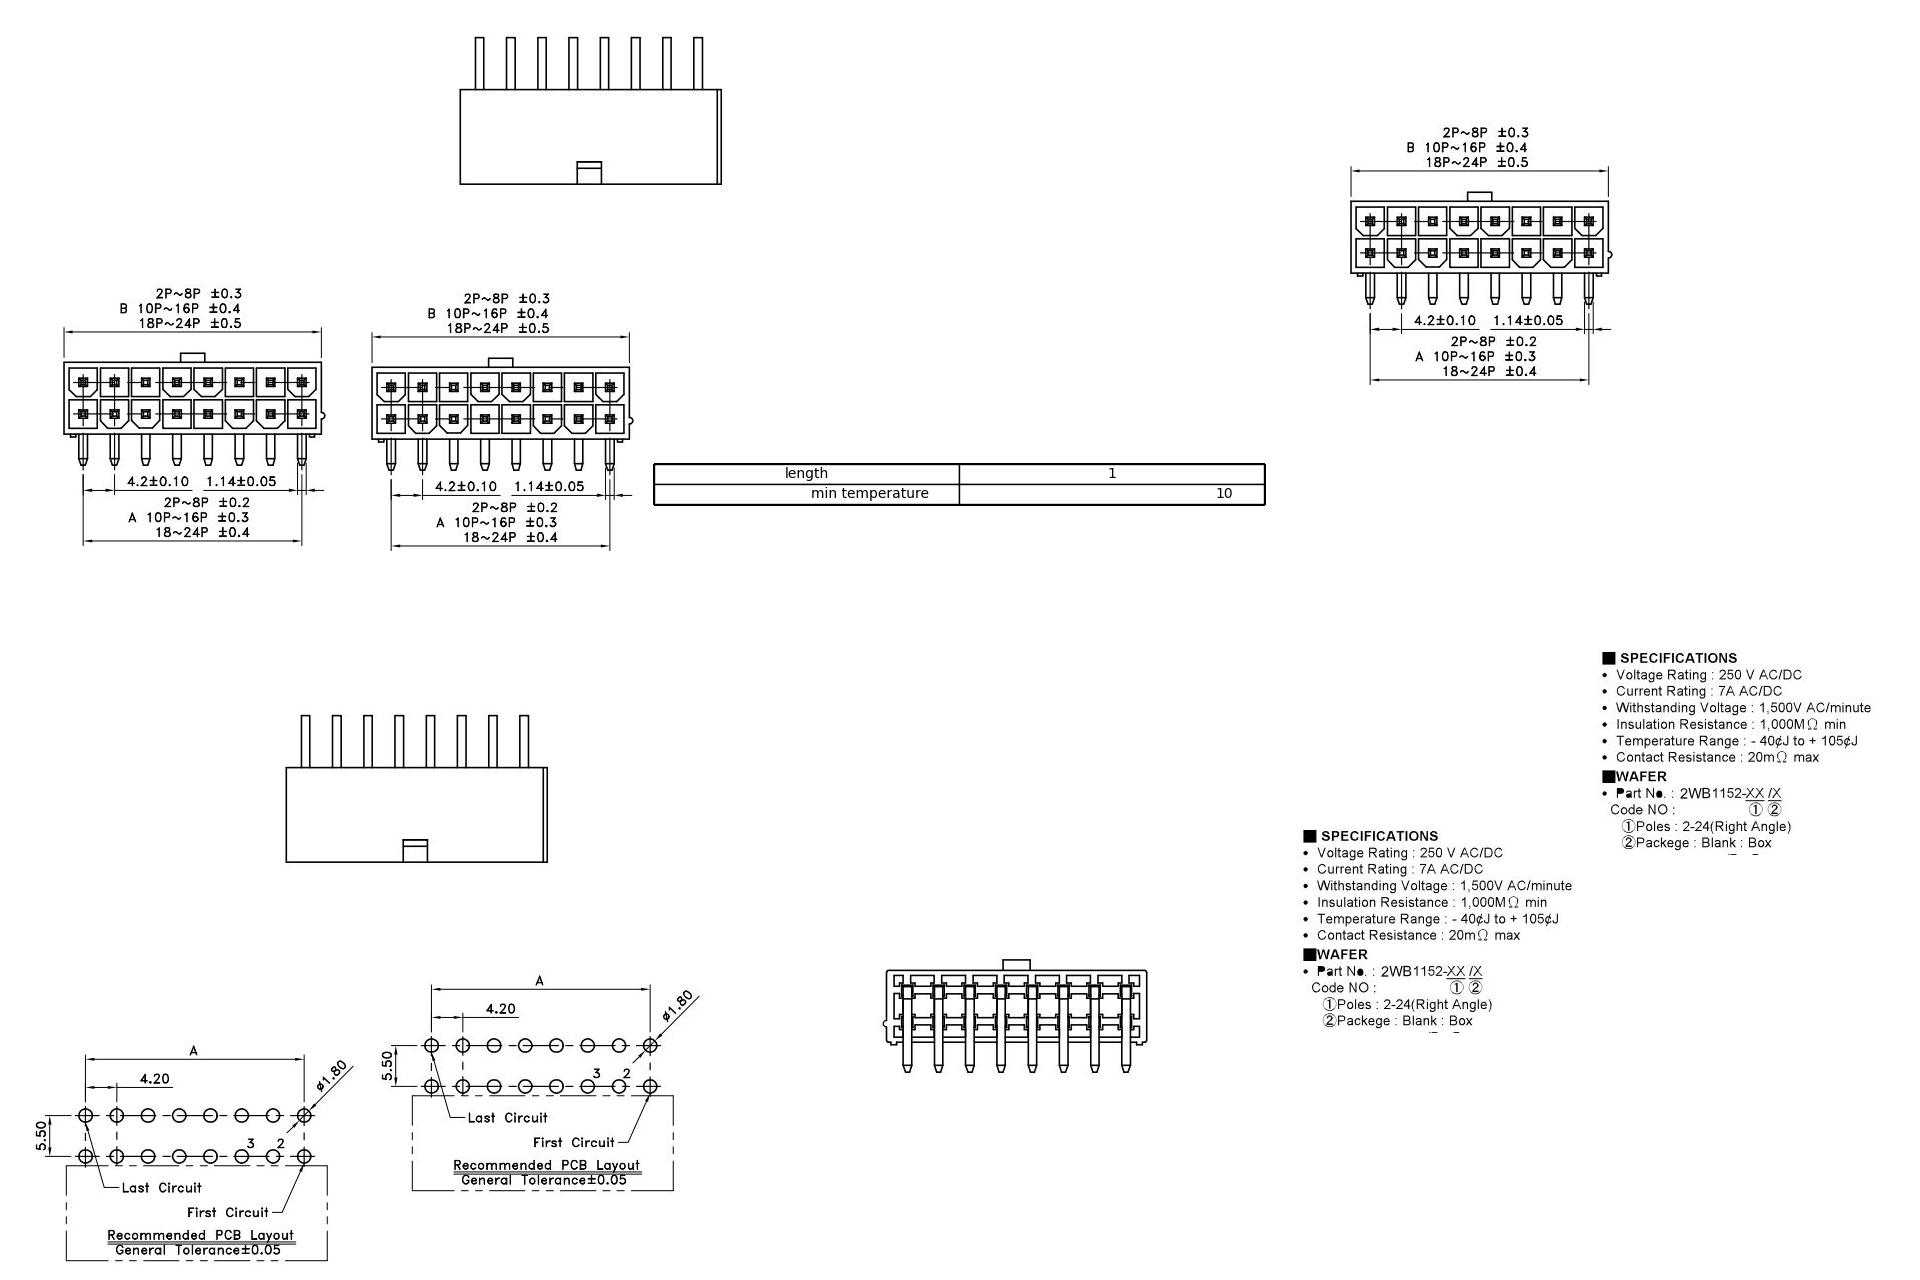 2P~8P ±0.3
B 10P~16P ±0.4
18P~24P ±0.5
4.2±0.10 1.14±0.05
2P~8P ±0.2
A 10P~16P ±0.3
18~24P ±0.4
2P~8P ±0.3
B 10P~16P ±0.4
18P~24P ±0.5
4.2±0.10 1.14±0.05
2P~8P ±0.2
A 10P~16P ±0.3
18~24P ±0.4
2P~8P ±0.3
B 10P~16P ±0.4
18P~24P ±0.5
4.2±0.10 1.14±0.05
2P~8P ±0.2
A 10P~16P ±0.3
18~24P ±0.4
length 1
min temperature 10
■ SPECIFICATIONS
• Voltage Rating : 250 V AC/DC
• Current Rating : 7A AC/DC
• Withstanding Voltage : 1,500V AC/minute
• Insulation Resistance : 1,000MΩ min
• Temperature Range : - 40¢J to + 105¢J
• Contact Resistance : 20mΩ max
■WAFER
• Part No. : 2WB1152-XX /X
Code NO : ① ②
①Poles : 2-24(Right Angle)
②Packege : Blank : Box
■ SPECIFICATIONS
• Voltage Rating : 250 V AC/DC
• Current Rating : 7A AC/DC
• Withstanding Voltage : 1,500V AC/minute
• Insulation Resistance : 1,000MΩ min
• Temperature Range : - 40¢J to + 105¢J
• Contact Resistance : 20mΩ max
■WAFER
• Part No. : 2WB1152-XX /X
Code NO : ① ②
①Poles : 2-24(Right Angle)
②Packege : Blank : Box
A
4.20
ø1.80
5.50
3 2
Last Circuit
First Circuit
Recommended PCB Layout
General Tolerance±0.05
A
4.20
ø1.80
5.50
3 2
Last Circuit
First Circuit
Recommended PCB Layout
General Tolerance±0.05